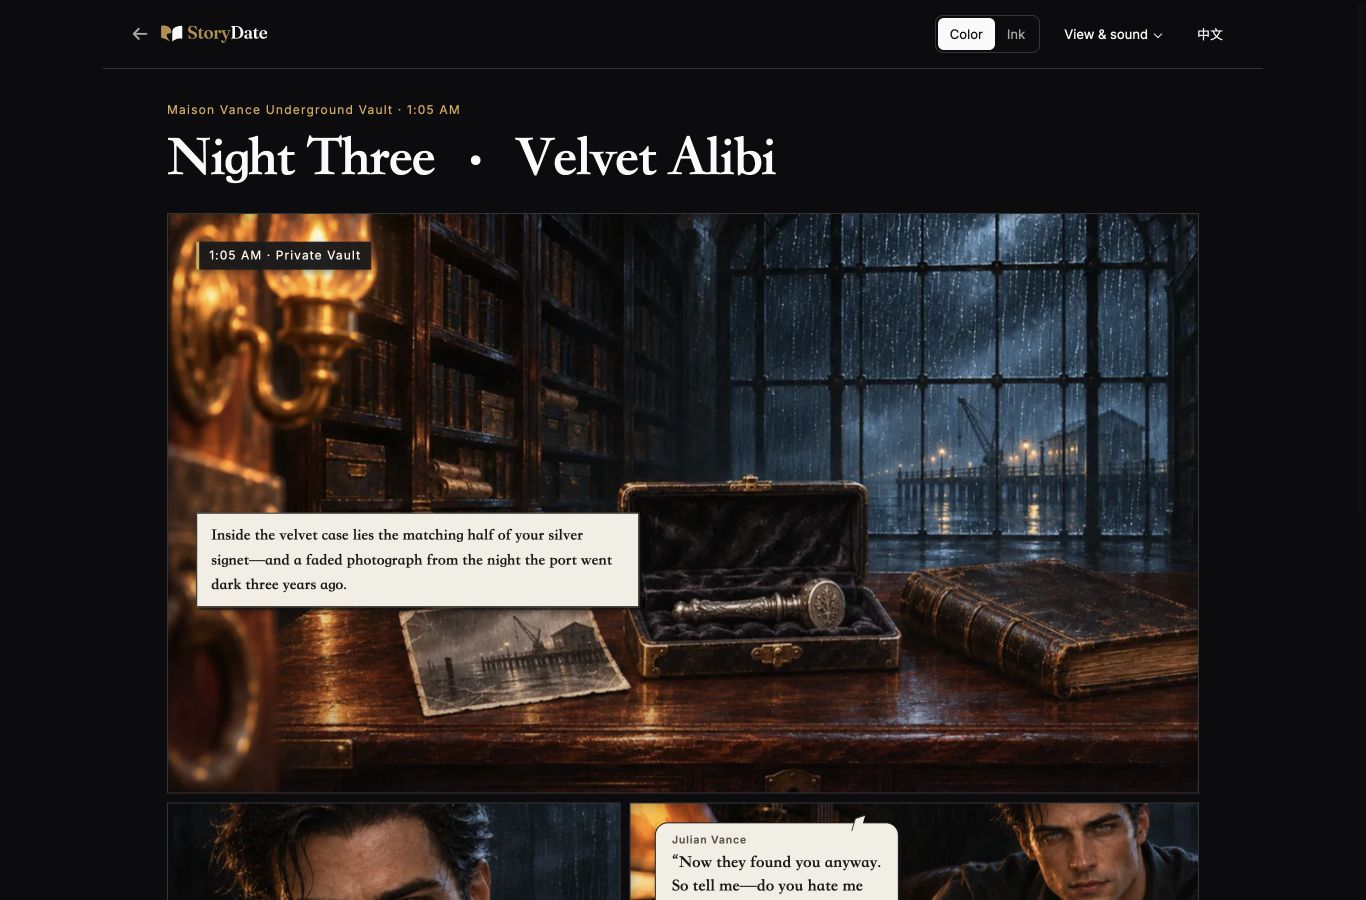 StoryDate
Color
Ink
View & sound
中文
Maison Vance Underground Vault · 1:05 AM
Night Three · Velvet Alibi
1:05 AM · Private Vault
Inside the velvet case lies the matching half of your silver
signet—and a faded photograph from the night the port went
dark three years ago.
Julian Vance
“Now they found you anyway.
So tell me—do you hate me